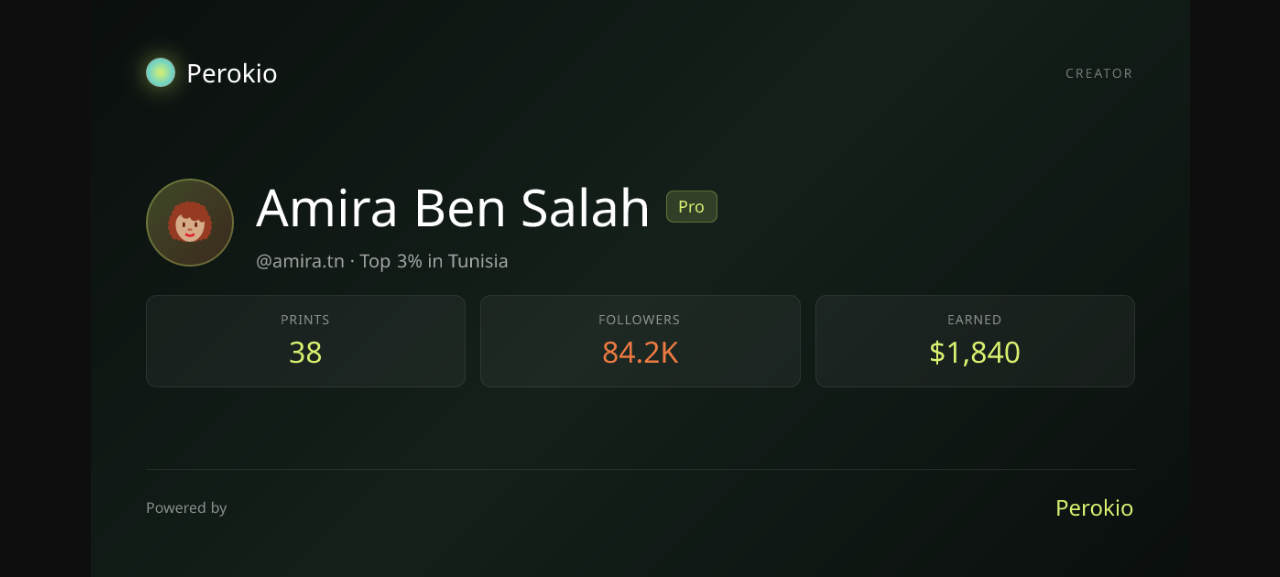 Perokio
CREATOR
Amira Ben Salah
Pro
@amira.tn · Top 3% in Tunisia
PRINTS
38
FOLLOWERS
84.2K
EARNED
$1,840
Powered by
Perokio